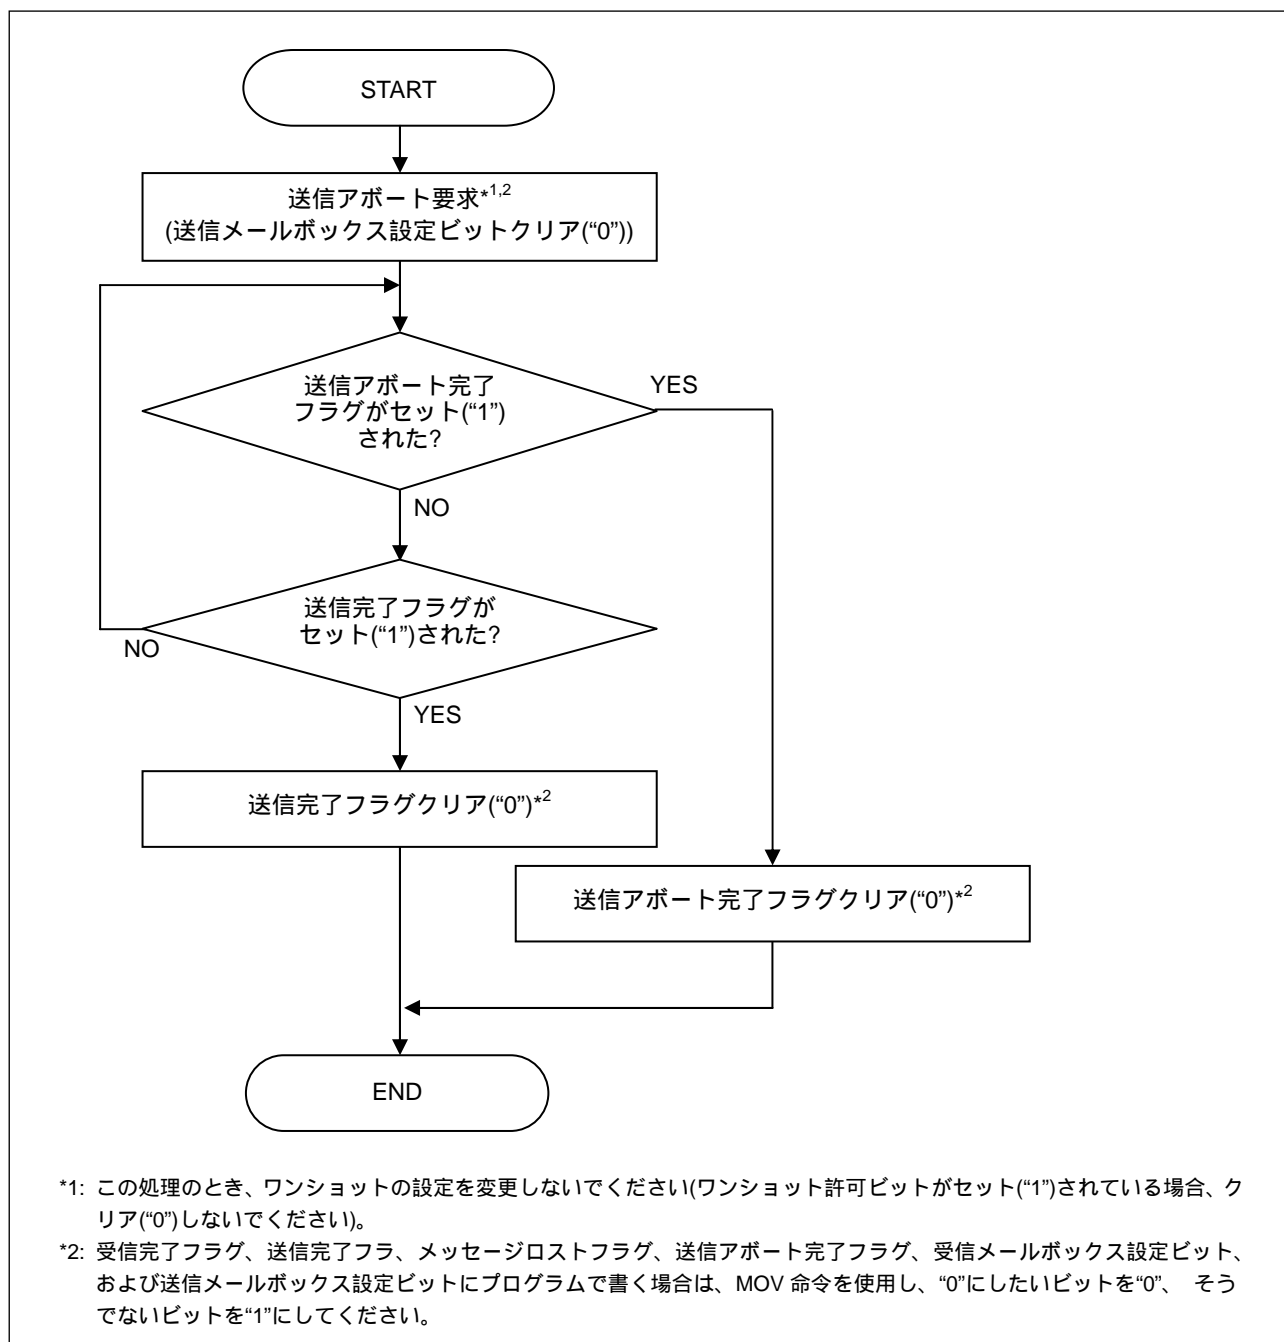 START
送信アボート要求*1,2
(送信メールボックス設定ビットクリア(“0”))
送信アボート完了
フラグがセット(“1”)
された?
YES
NO
送信完了フラグが
セット(“1”)された?
NO
YES
送信完了フラグクリア(“0”)*2
送信アボート完了フラグクリア(“0”)*2
END
*1: この処理のとき、ワンショットの設定を変更しないでください(ワンショット許可ビットがセット(“1”)されている場合、ク
リア(“0”)しないでください)。
*2: 受信完了フラグ、送信完了フラ、メッセージロストフラグ、送信アボート完了フラグ、受信メールボックス設定ビット、
および送信メールボックス設定ビットにプログラムで書く場合は、MOV 命令を使用し、“0”にしたいビットを“0”、 そう
でないビットを“1”にしてください。